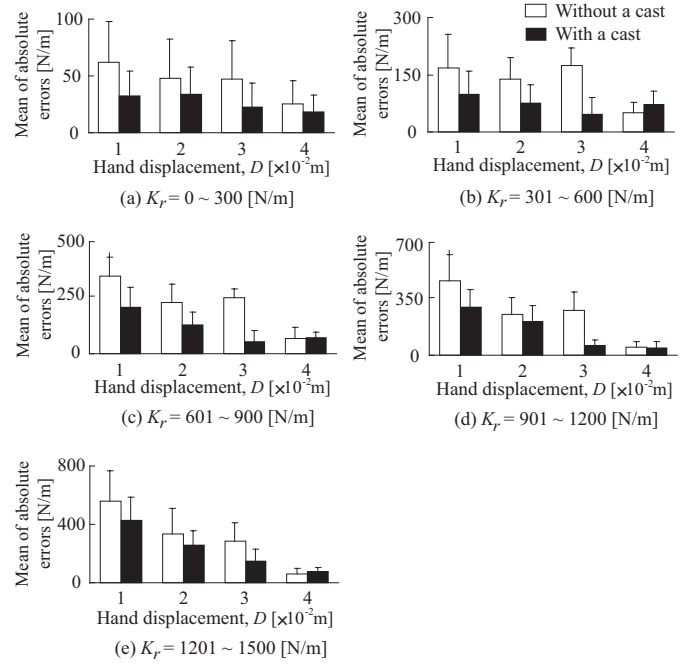 Without a cast
With a cast
Mean of absolute
errors [N/m]
100
50
0
1 2 3 4
Hand displacement, D [×10-2m]
(a) Kr = 0 ~ 300 [N/m]
Mean of absolute
errors [N/m]
300
150
0
1 2 3 4
Hand displacement, D [×10-2m]
(b) Kr = 301 ~ 600 [N/m]
Mean of absolute
errors [N/m]
500
250
0
1 2 3 4
Hand displacement, D [×10-2m]
(c) Kr = 601 ~ 900 [N/m]
Mean of absolute
errors [N/m]
700
350
0
1 2 3 4
Hand displacement, D [×10-2m]
(d) Kr = 901 ~ 1200 [N/m]
Mean of absolute
errors [N/m]
800
400
0
1 2 3 4
Hand displacement, D [×10-2m]
(e) Kr = 1201 ~ 1500 [N/m]